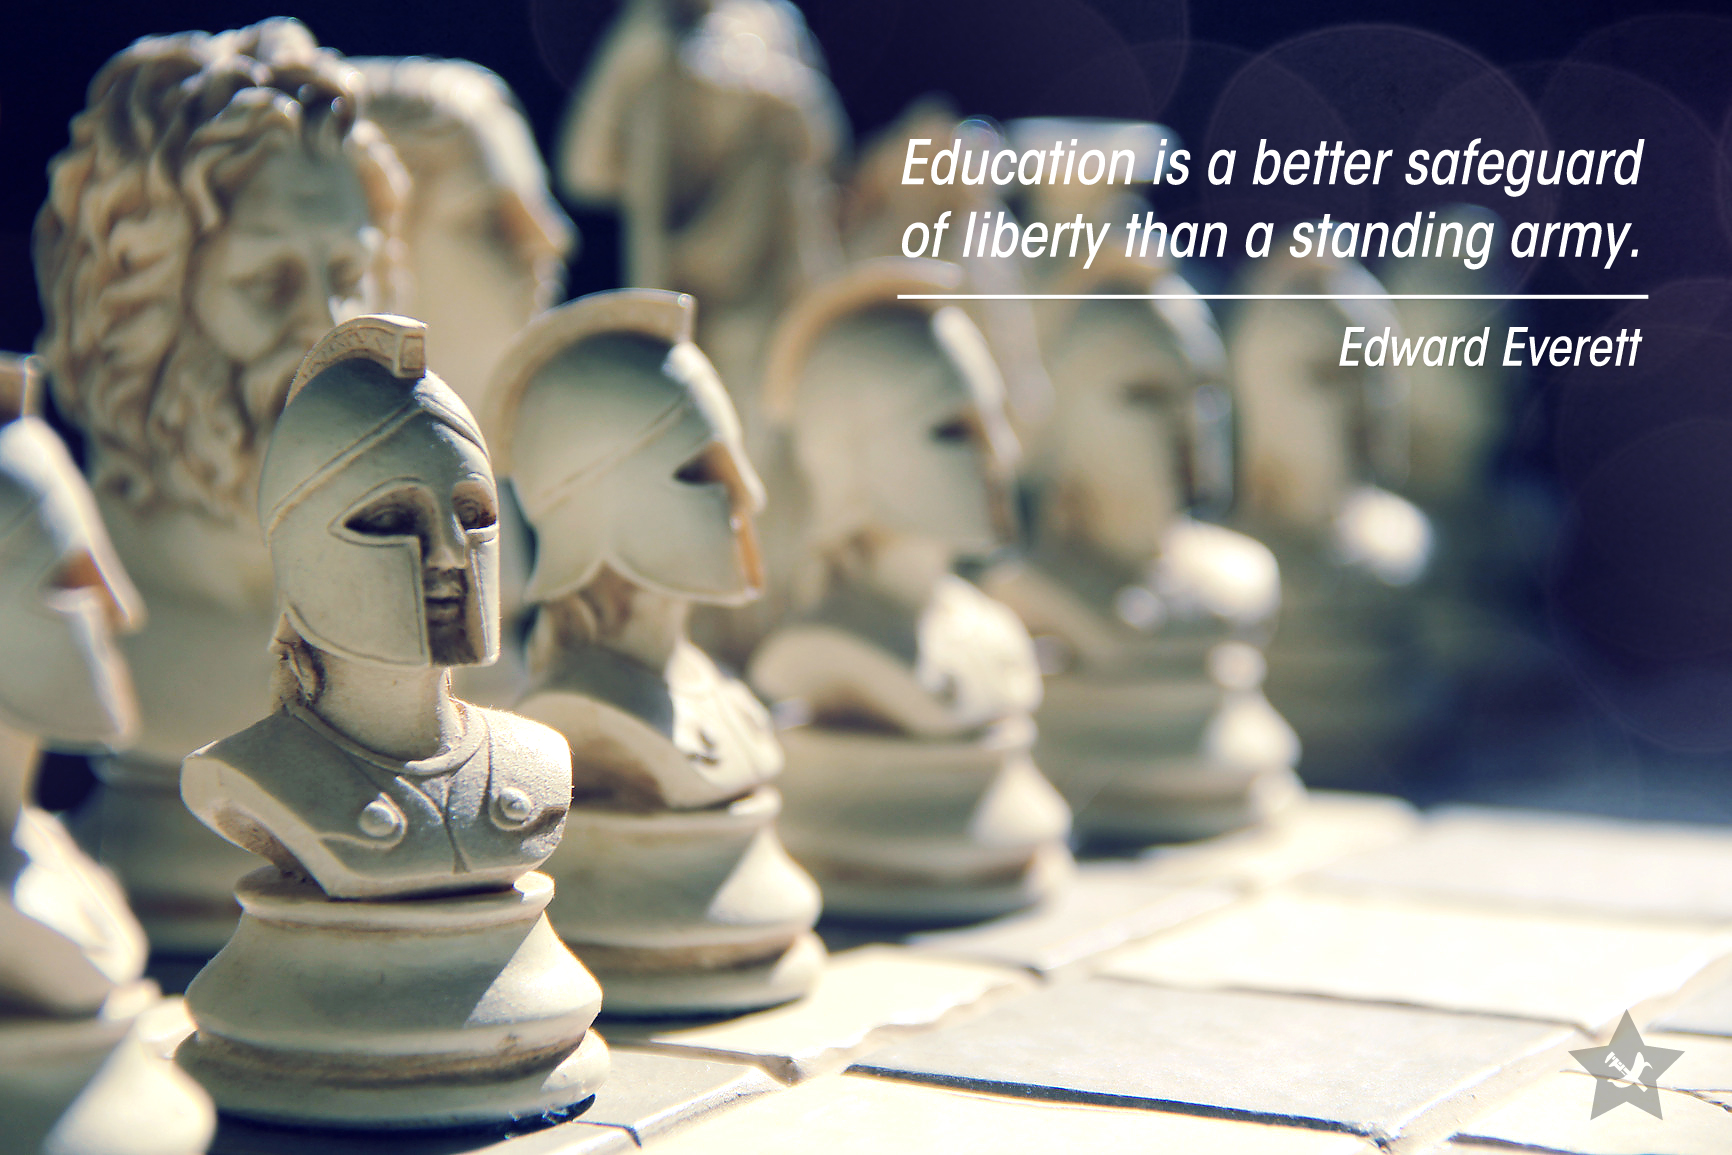 Education is a better safeguard
of liberty than a standing army.
Edward Everett